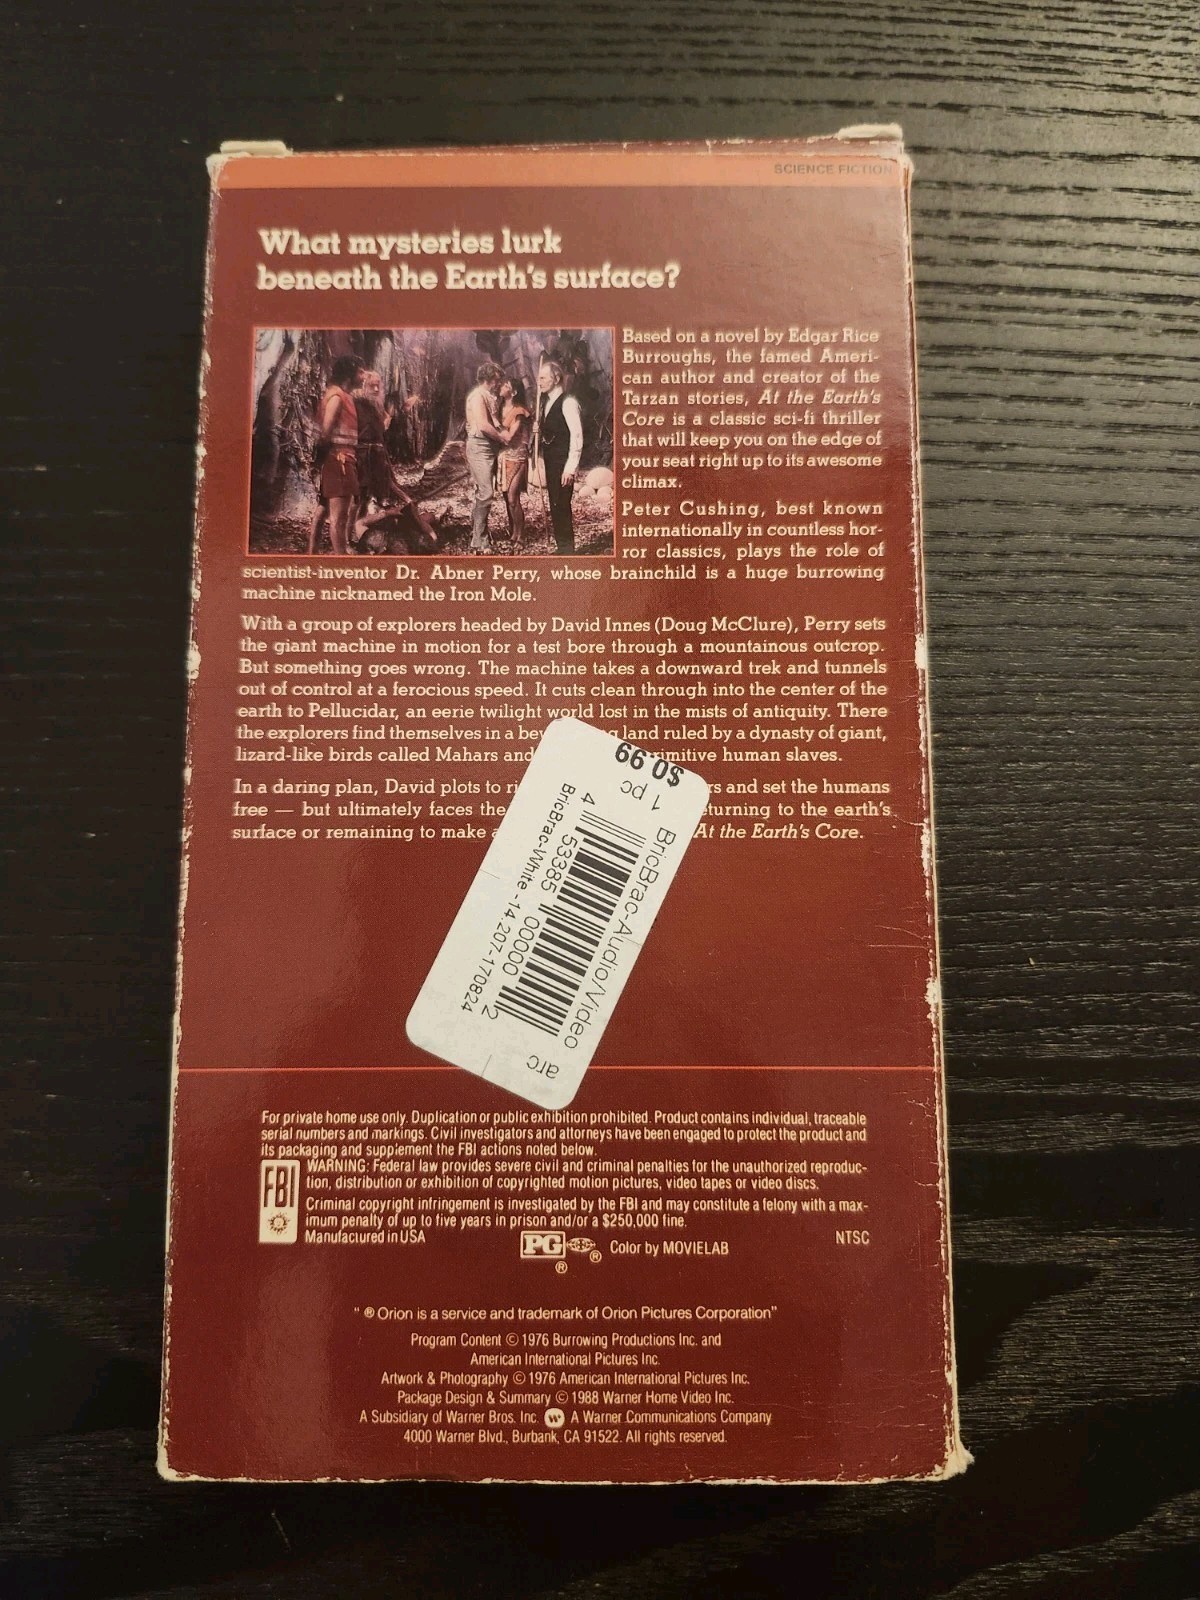 SCIENCE FICTION
What mysteries lurk
beneath the Earth's surface?
Based on a novel by Edgar Rice
Burroughs, the famed Ameri-
can author and creator of the
Tarzan stories, At the Earth's
Core is a classic sci-fi thriller
that will keep you on the edge of
your seat right up to its awesome
climax.
Peter Cushing, best known
internationally in countless hor-
ror classics, plays the role of
scientist-inventor Dr. Abner Perry, whose brainchild is a huge burrowing
machine nicknamed the Iron Mole.
With a group of explorers headed by David Innes (Doug McClure), Perry sets
the giant machine in motion for a test bore through a mountainous outcrop.
But something goes wrong. The machine takes a downward trek and tunnels
out of control at a ferocious speed. It cuts clean through into the center of the
earth to Pellucidar, an eerie twilight world lost in the mists of antiquity. There
the explorers find themselves in a land ruled by a dynasty of giant,
lizard-like birds called Mahars and human slaves.
In a daring plan, David plots to and set the humans
free — but ultimately faces the to the earth's
surface or remaining to make At the Earth's Core.
$0.99
1 pc
BricBrac-Audio/Video
4 53385 00000 2
BricBrac-White - 14.207-170824
arc
For private home use only. Duplication or public exhibition prohibited. Product contains individual, traceable
serial numbers and markings. Civil investigators and attorneys have been engaged to protect the product and
its packaging and supplement the FBI actions noted below.
FBI
WARNING: Federal law provides severe civil and criminal penalties for the unauthorized reproduc-
tion, distribution or exhibition of copyrighted motion pictures, video tapes or video discs.
Criminal copyright infringement is investigated by the FBI and may constitute a felony with a max-
imum penalty of up to five years in prison and/or a $250,000 fine.
Manufactured in USA
PG ® ® Color by MOVIELAB
NTSC
" ® Orion is a service and trademark of Orion Pictures Corporation"
Program Content © 1976 Burrowing Productions Inc. and
American International Pictures Inc.
Artwork & Photography © 1976 American International Pictures Inc.
Package Design & Summary © 1988 Warner Home Video Inc.
A Subsidiary of Warner Bros. Inc. W A Warner Communications Company
4000 Warner Blvd., Burbank, CA 91522. All rights reserved.